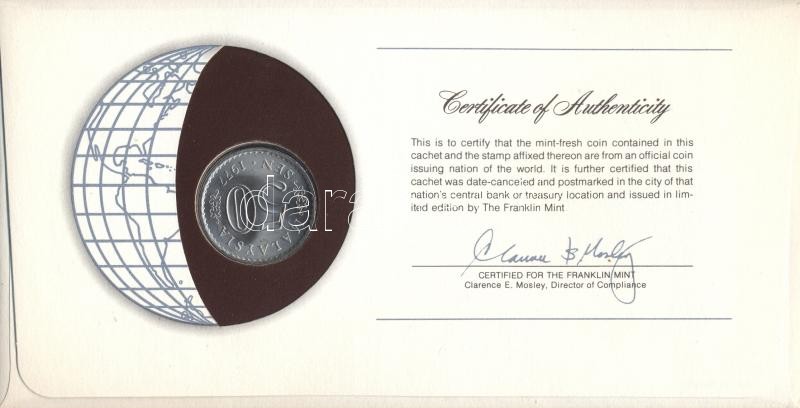 Certificate of Authenticity
This is to certify that the mint-fresh coin contained in this
cachet and the stamp affixed thereon are from an official coin
issuing nation of the world. It is further certified that this
cachet was date-canceled and postmarked in the city of that
nation's central bank or treasury location and issued in lim-
ited edition by The Franklin Mint.
CERTIFIED FOR THE FRANKLIN MINT
Clarence E. Mosley, Director of Compliance
MALAYSIA
SEN
1977